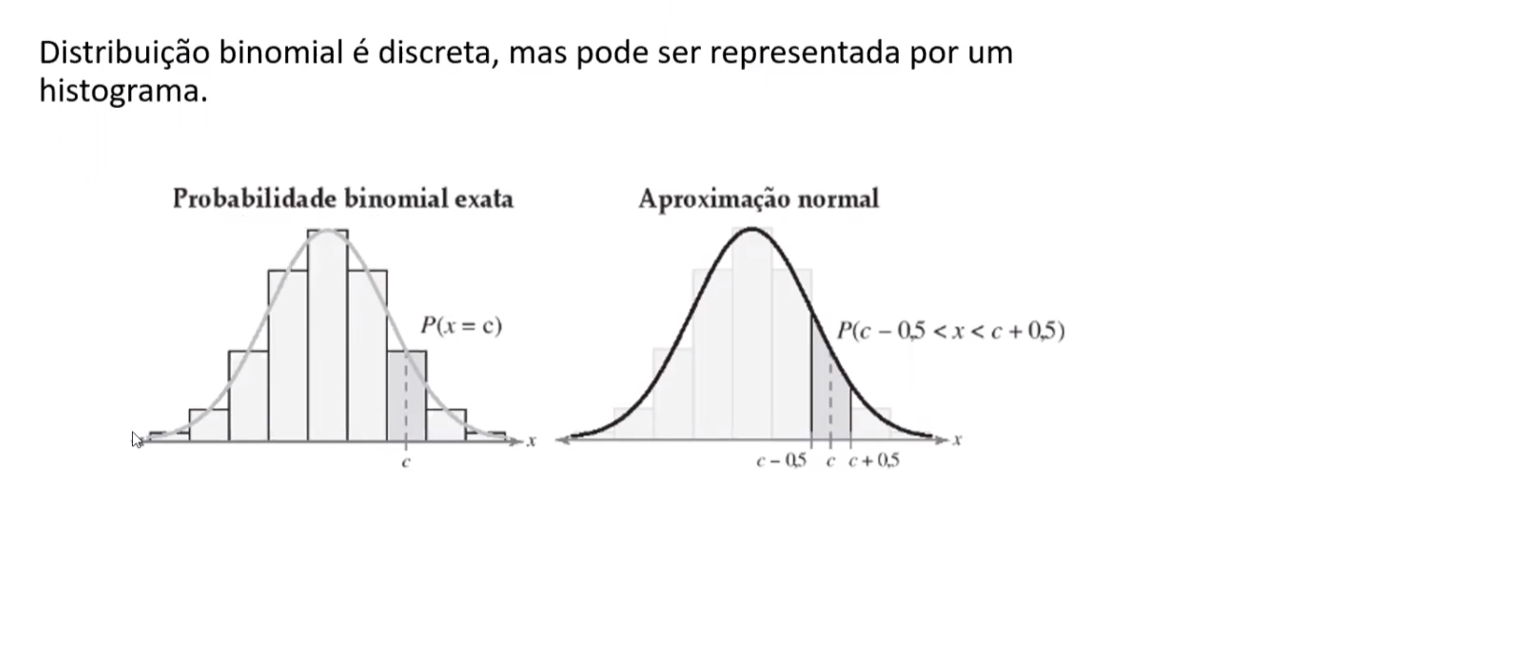 Distribuição binomial é discreta, mas pode ser representada por um
histograma.
Probabilidade binomial exata
P(x = c)
x
c
Aproximação normal
P(c – 0,5 < x < c + 0,5)
x
c – 0,5 c c + 0,5